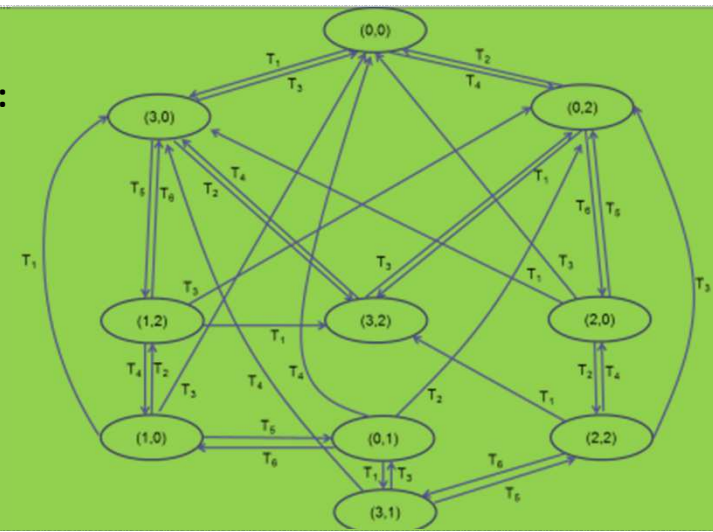 (0,0)
T₁
T₃
T₂
T₄
:
(3,0)
(0,2)
T₅
T₆
T₂
T₄
T₁
T₆
T₅
T₁
T₃
T₃
T₁
T₃
T₃
(1,2)
(3,2)
(2,0)
T₁
T₄
T₂
T₃
T₄
T₄
T₂
T₁
T₂
T₄
(1,0)
T₅
T₆
(0,1)
(2,2)
T₁
T₃
T₆
T₅
(3,1)